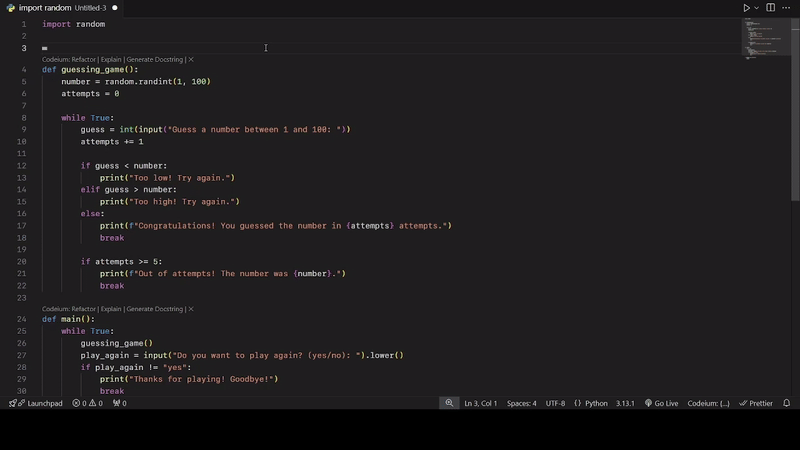 import random Untitled-3
1 import random
2
3
Codeium: Refactor | Explain | Generate Docstring | X
4 def guessing_game():
5 number = random.randint(1, 100)
6 attempts = 0
7
8 while True:
9 guess = int(input("Guess a number between 1 and 100: "))
10 attempts += 1
11
12 if guess < number:
13 print("Too low! Try again.")
14 elif guess > number:
15 print("Too high! Try again.")
16 else:
17 print(f"Congratulations! You guessed the number in {attempts} attempts.")
18 break
19
20 if attempts >= 5:
21 print(f"Out of attempts! The number was {number}.")
22 break
23
Codeium: Refactor | Explain | Generate Docstring | X
24 def main():
25 while True:
26 guessing_game()
27 play_again = input("Do you want to play again? (yes/no): ").lower()
28 if play_again != "yes":
29 print("Thanks for playing! Goodbye!")
30 break
Launchpad 0 0 0 Ln 3, Col 1 Spaces: 4 UTF-8 {} Python 3.13.1 Go Live Codeium: {...} Prettier